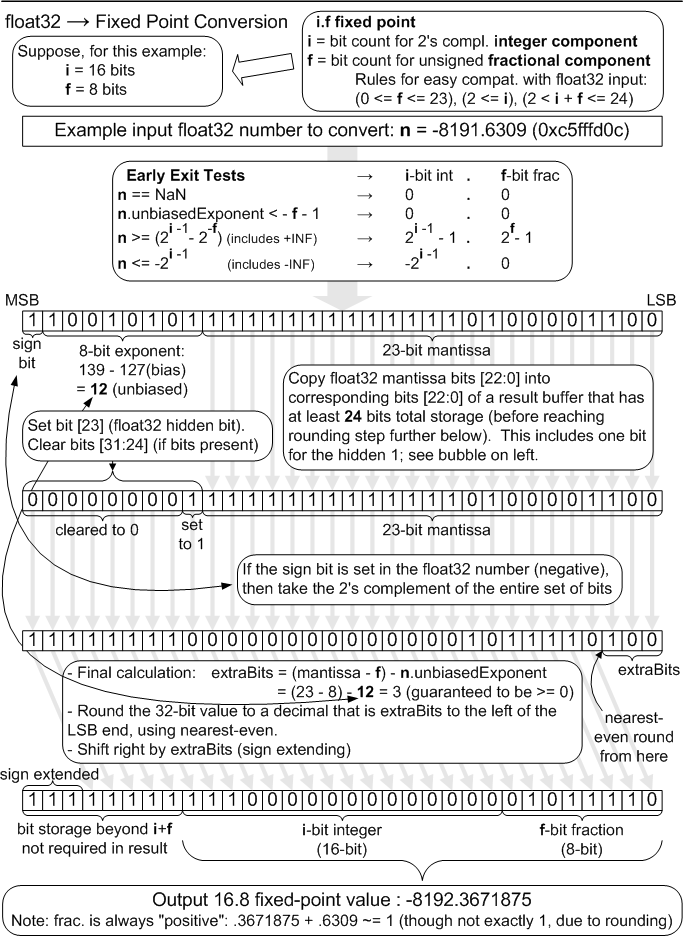 float32 → Fixed Point Conversion
Suppose, for this example:
i = 16 bits
f = 8 bits
i.f fixed point
i = bit count for 2's compl. integer component
f = bit count for unsigned fractional component
Rules for easy compat. with float32 input:
(0 <= f <= 23), (2 <= i), (2 < i + f <= 24)
Example input float32 number to convert: n = -8191.6309 (0xc5fffd0c)
Early Exit Tests → i-bit int . f-bit frac
n == NaN → 0 . 0
n.unbiasedExponent < - f - 1 → 0 . 0
n >= (2^i -1 - 2^-f) (includes +INF) → 2^i -1 - 1 . 2^f - 1
n <= -2^i -1 (includes -INF) → -2^i -1 . 0
MSB LSB
1 1 0 0 0 1 0 1 1 1 1 1 1 1 1 1 1 1 1 1 1 1 0 1 0 0 0 0 1 1 0 0
sign bit
8-bit exponent:
139 - 127(bias)
= 12 (unbiased)
23-bit mantissa
Set bit [23] (float32 hidden bit).
Clear bits [31:24] (if bits present)
Copy float32 mantissa bits [22:0] into
corresponding bits [22:0] of a result buffer that has
at least 24 bits total storage (before reaching
rounding step further below). This includes one bit
for the hidden 1; see bubble on left.
0 0 0 0 0 0 0 0 1 1 1 1 1 1 1 1 1 1 1 1 1 1 0 1 0 0 0 0 1 1 0 0
cleared to 0
set
to 1
23-bit mantissa
If the sign bit is set in the float32 number (negative),
then take the 2's complement of the entire set of bits
1 1 1 1 1 1 1 1 0 0 0 0 0 0 0 0 0 0 0 0 0 0 1 0 1 1 1 1 0 1 0 0
extraBits
- Final calculation: extraBits = (mantissa - f) - n.unbiasedExponent
= (23 - 8) - 12 = 3 (guaranteed to be >= 0)
- Round the 32-bit value to a decimal that is extraBits to the left of the
LSB end, using nearest-even.
- Shift right by extraBits (sign extending)
nearest-
even round
from here
sign extended
1 1 1 1 1 1 1 1 1 1 1 0 0 0 0 0 0 0 0 0 0 0 0 0 0 1 0 1 1 1 1 0
bit storage beyond i+f
not required in result
i-bit integer
(16-bit)
f-bit fraction
(8-bit)
Output 16.8 fixed-point value : -8192.3671875
Note: frac. is always "positive": .3671875 + .6309 ~= 1 (though not exactly 1, due to rounding)